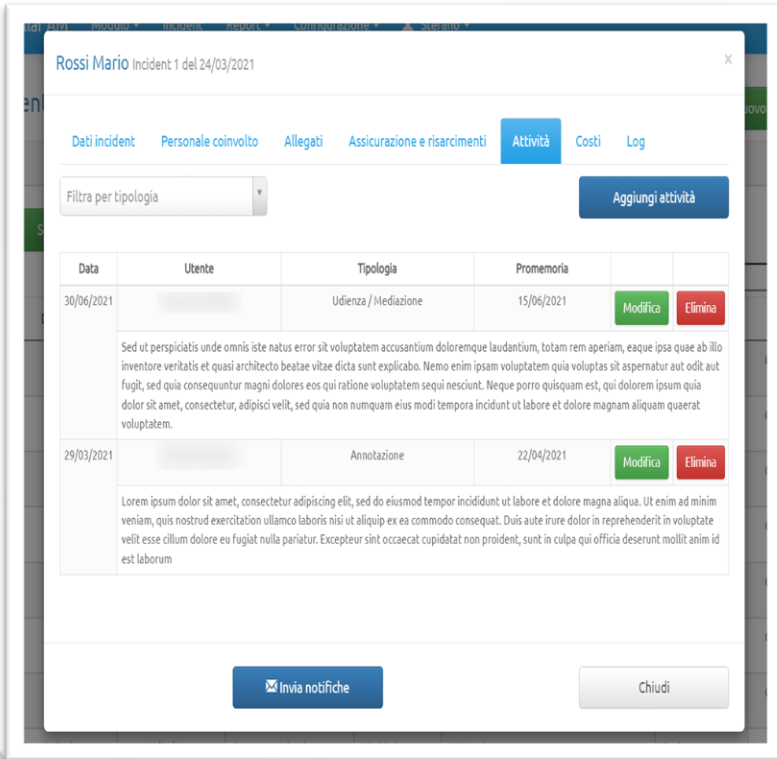 Incident
Rossi Mario Incident 1 del 24/03/2021
x
Dati incident Personale coinvolto Allegati Assicurazione e risarcimenti Attività Costi Log
Filtra per tipologia
Aggiungi attività
Data Utente Tipologia Promemoria
30/06/2021 Udienza / Mediazione 15/06/2021 Modifica Elimina
Sed ut perspiciatis unde omnis iste natus error sit voluptatem accusantium doloremque laudantium, totam rem aperiam, eaque ipsa quae ab illo
inventore veritatis et quasi architecto beatae vitae dicta sunt explicabo. Nemo enim ipsam voluptatem quia voluptas sit aspernatur aut odit aut
fugit, sed quia consequuntur magni dolores eos qui ratione voluptatem sequi nesciunt. Neque porro quisquam est, qui dolorem ipsum quia
dolor sit amet, consectetur, adipisci velit, sed quia non numquam eius modi tempora incidunt ut labore et dolore magnam aliquam quaerat
voluptatem.
29/03/2021 Annotazione 22/04/2021 Modifica Elimina
Lorem ipsum dolor sit amet, consectetur adipiscing elit, sed do eiusmod tempor incididunt ut labore et dolore magna aliqua. Ut enim ad minim
veniam, quis nostrud exercitation ullamco laboris nisi ut aliquip ex ea commodo consequat. Duis aute irure dolor in reprehenderit in voluptate
velit esse cillum dolore eu fugiat nulla pariatur. Excepteur sint occaecat cupidatat non proident, sunt in culpa qui officia deserunt mollit anim id
est laborum
Invia notifiche
Chiudi